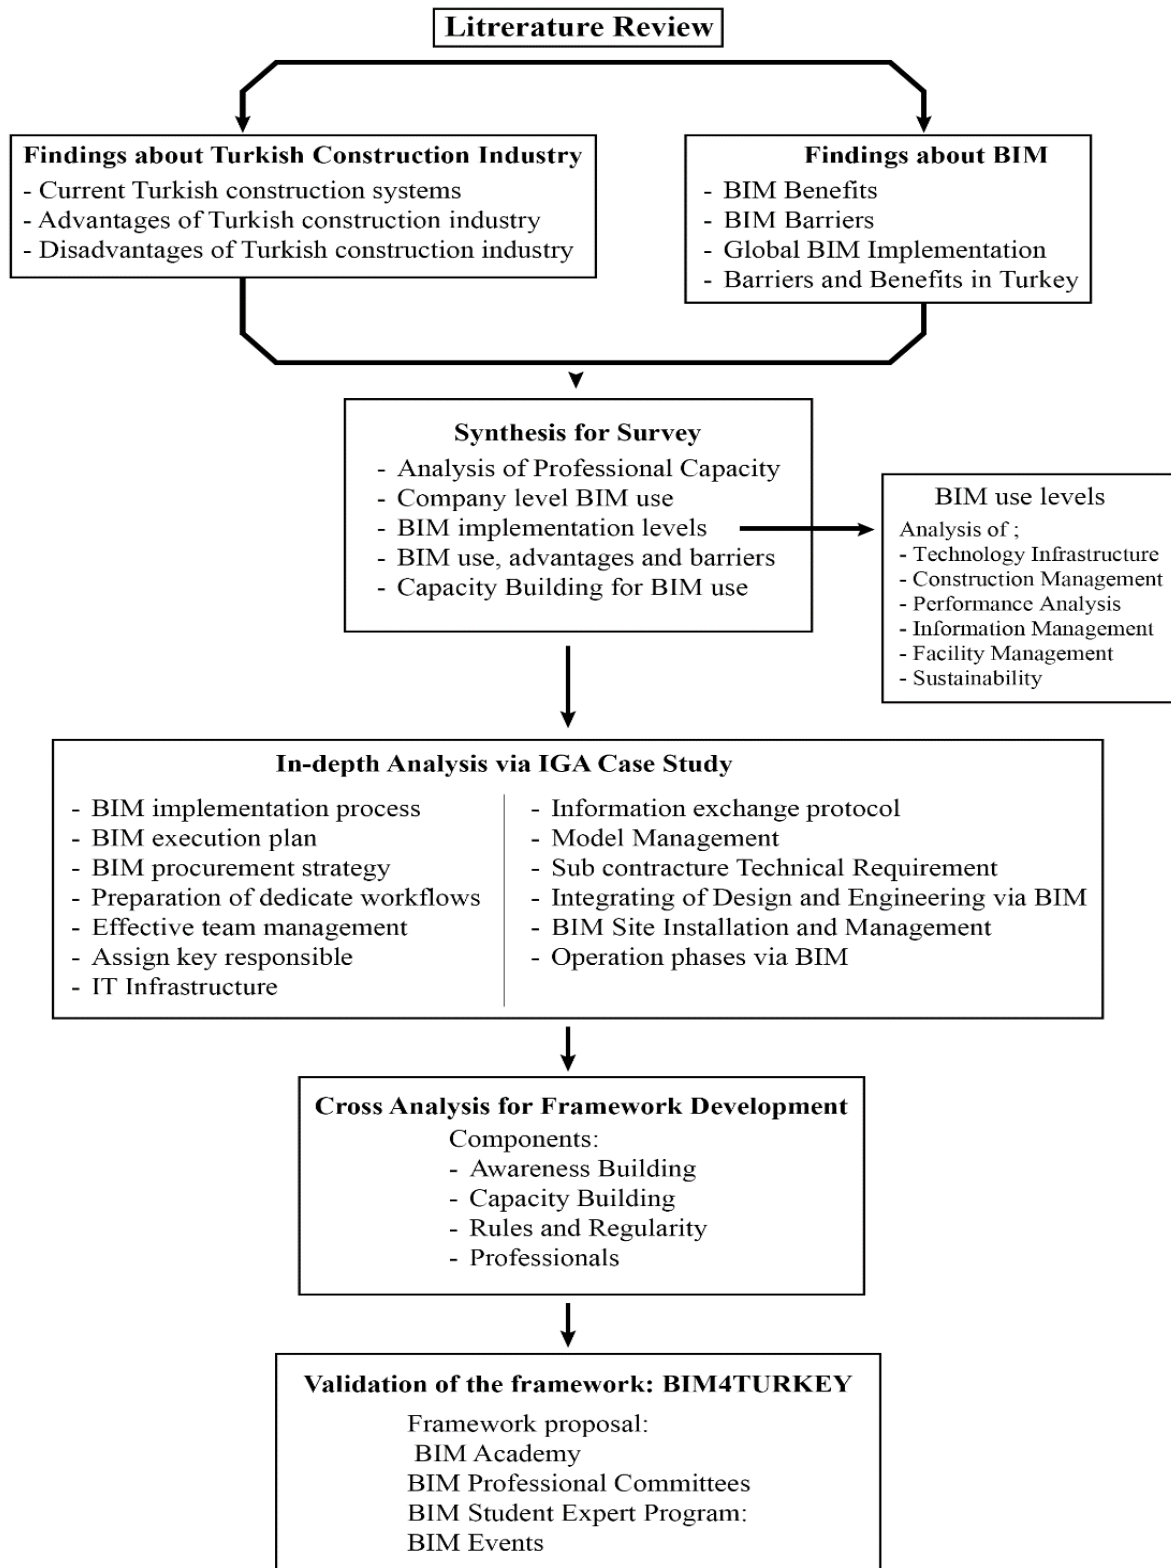 Litrerature Review
Findings about Turkish Construction Industry
- Current Turkish construction systems
- Advantages of Turkish construction industry
- Disadvantages of Turkish construction industry
Findings about BIM
- BIM Benefits
- BIM Barriers
- Global BIM Implementation
- Barriers and Benefits in Turkey
Synthesis for Survey
- Analysis of Professional Capacity
- Company level BIM use
- BIM implementation levels
- BIM use, advantages and barriers
- Capacity Building for BIM use
BIM use levels
Analysis of ;
- Technology Infrastructure
- Construction Management
- Performance Analysis
- Information Management
- Facility Management
- Sustainability
In-depth Analysis via IGA Case Study
- BIM implementation process
- BIM execution plan
- BIM procurement strategy
- Preparation of dedicate workflows
- Effective team management
- Assign key responsible
- IT Infrastructure
- Information exchange protocol
- Model Management
- Sub contracture Technical Requirement
- Integrating of Design and Engineering via BIM
- BIM Site Installation and Management
- Operation phases via BIM
Cross Analysis for Framework Development
Components:
- Awareness Building
- Capacity Building
- Rules and Regularity
- Professionals
Validation of the framework: BIM4TURKEY
Framework proposal:
BIM Academy
BIM Professional Committees
BIM Student Expert Program:
BIM Events